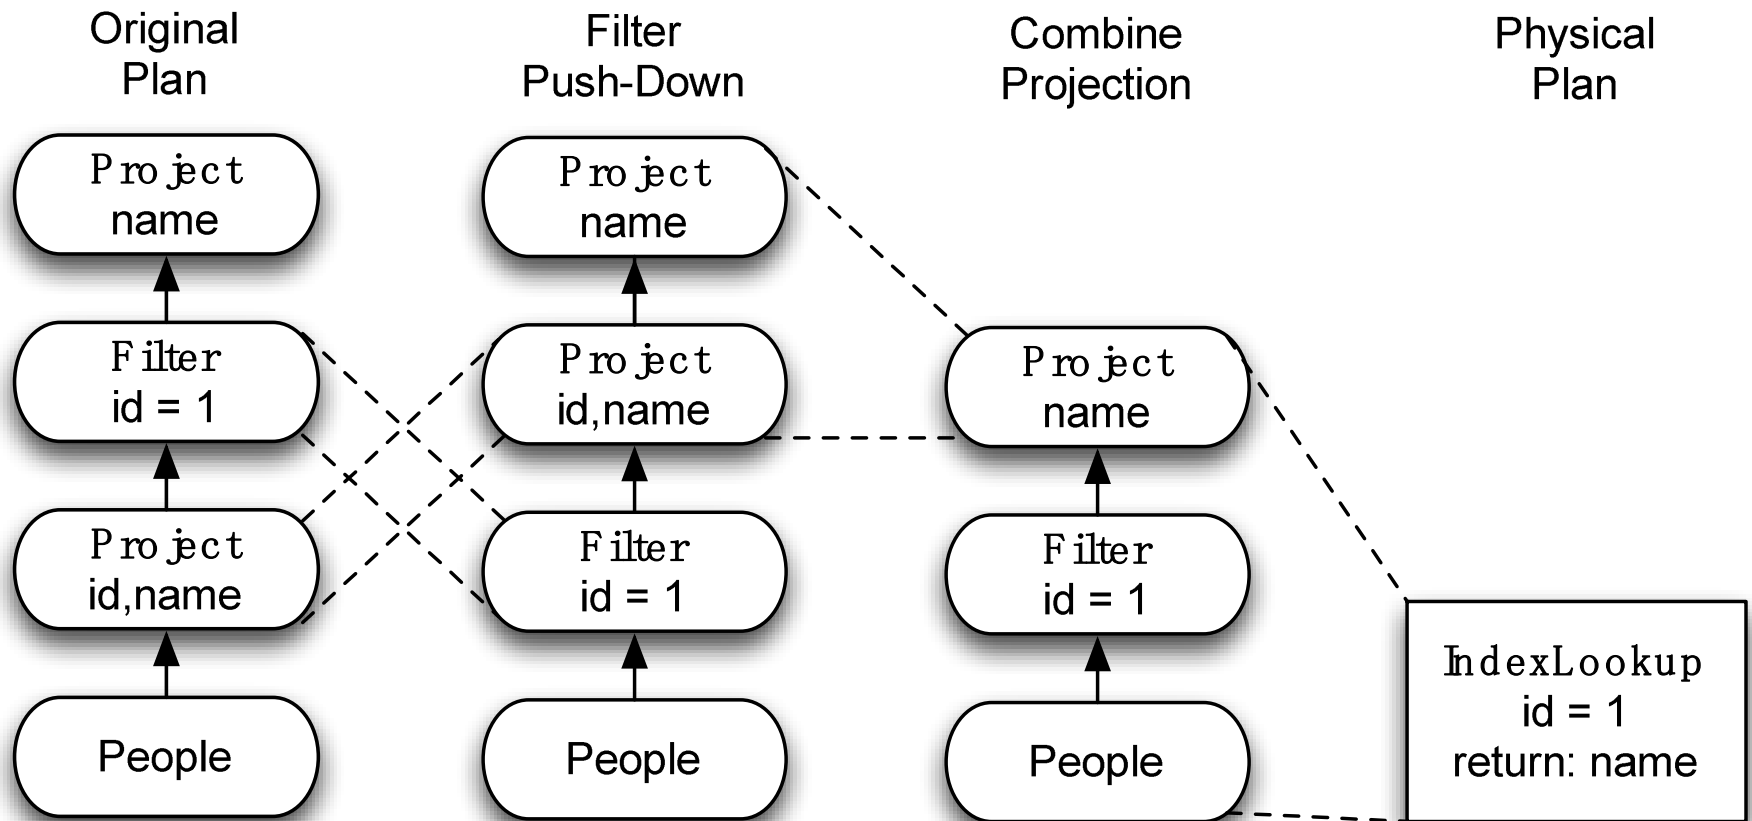 Original
Plan
Filter
Push-Down
Combine
Projection
Physical
Plan
Project
name
Filter
id = 1
Project
id,name
People
Project
name
Project
id,name
Filter
id = 1
People
Project
name
Filter
id = 1
People
IndexLookup
id = 1
return: name